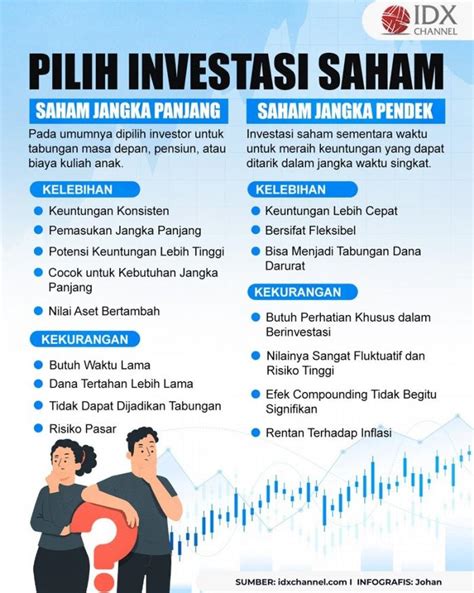 IDX
CHANNEL
PILIH INVESTASI SAHAM
SAHAM JANGKA PANJANG
Pada umumnya dipilih investor untuk
tabungan masa depan, pensiun, atau
biaya kuliah anak.
KELEBIHAN
Keuntungan Konsisten
Pemasukan Jangka Panjang
Potensi Keuntungan Lebih Tinggi
Cocok untuk Kebutuhan Jangka
Panjang
Nilai Aset Bertambah
KEKURANGAN
Butuh Waktu Lama
Dana Tertahan Lebih Lama
Tidak Dapat Dijadikan Tabungan
Risiko Pasar
SAHAM JANGKA PENDEK
Investasi saham sementara waktu
untuk meraih keuntungan yang dapat
ditarik dalam jangka waktu singkat.
KELEBIHAN
Keuntungan Lebih Cepat
Bersifat Fleksibel
Bisa Menjadi Tabungan Dana
Darurat
KEKURANGAN
Butuh Perhatian Khusus dalam
Berinvestasi
Nilainya Sangat Fluktuatif dan
Risiko Tinggi
Efek Compounding Tidak Begitu
Signifikan
Rentan Terhadap Inflasi
?
SUMBER: idxchannel.com I INFOGRAFIS: Johan